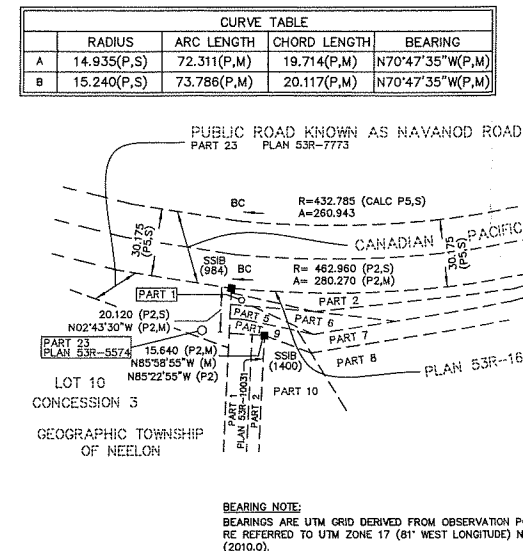 CURVE TABLE
RADIUS ARC LENGTH CHORD LENGTH BEARING
A 14.935(P,S) 72.311(P,M) 19.714(P,M) N70°47'35"W(P,M)
B 15.240(P,S) 73.786(P,M) 20.117(P,M) N70°47'35"W(P,M)
PUBLIC ROAD KNOWN AS NAVANOD ROAD
PART 23 PLAN 53R-7773
BC
R=432.785 (CALC P5,S)
A=260.943
30.175
(P5,S)
30.175
(P5,S)
CANADIAN PACIFIC
SSIB
(984)
BC
R= 462.960 (P2,S)
A= 280.270 (P2,M)
PART 1
PART 2
PART 5
PART 6
20.120 (P2,S)
N02°43'30"W (P2,M)
PART 9
PART 7
PART 8
PART 23
PLAN 53R-5574
15.640 (P2,M)
N85°58'55"W (M)
N85°22'55"W (P2)
SSIB
(1400)
PLAN 53R-16
LOT 10
CONCESSION 3
PART 10
PART 1
PLAN 53R-10031
PART 2
GEOGRAPHIC TOWNSHIP
OF NEELON
BEARING NOTE:
BEARINGS ARE UTM GRID DERIVED FROM OBSERVATION PO
RE REFERRED TO UTM ZONE 17 (81° WEST LONGITUDE) N
(2010.0).